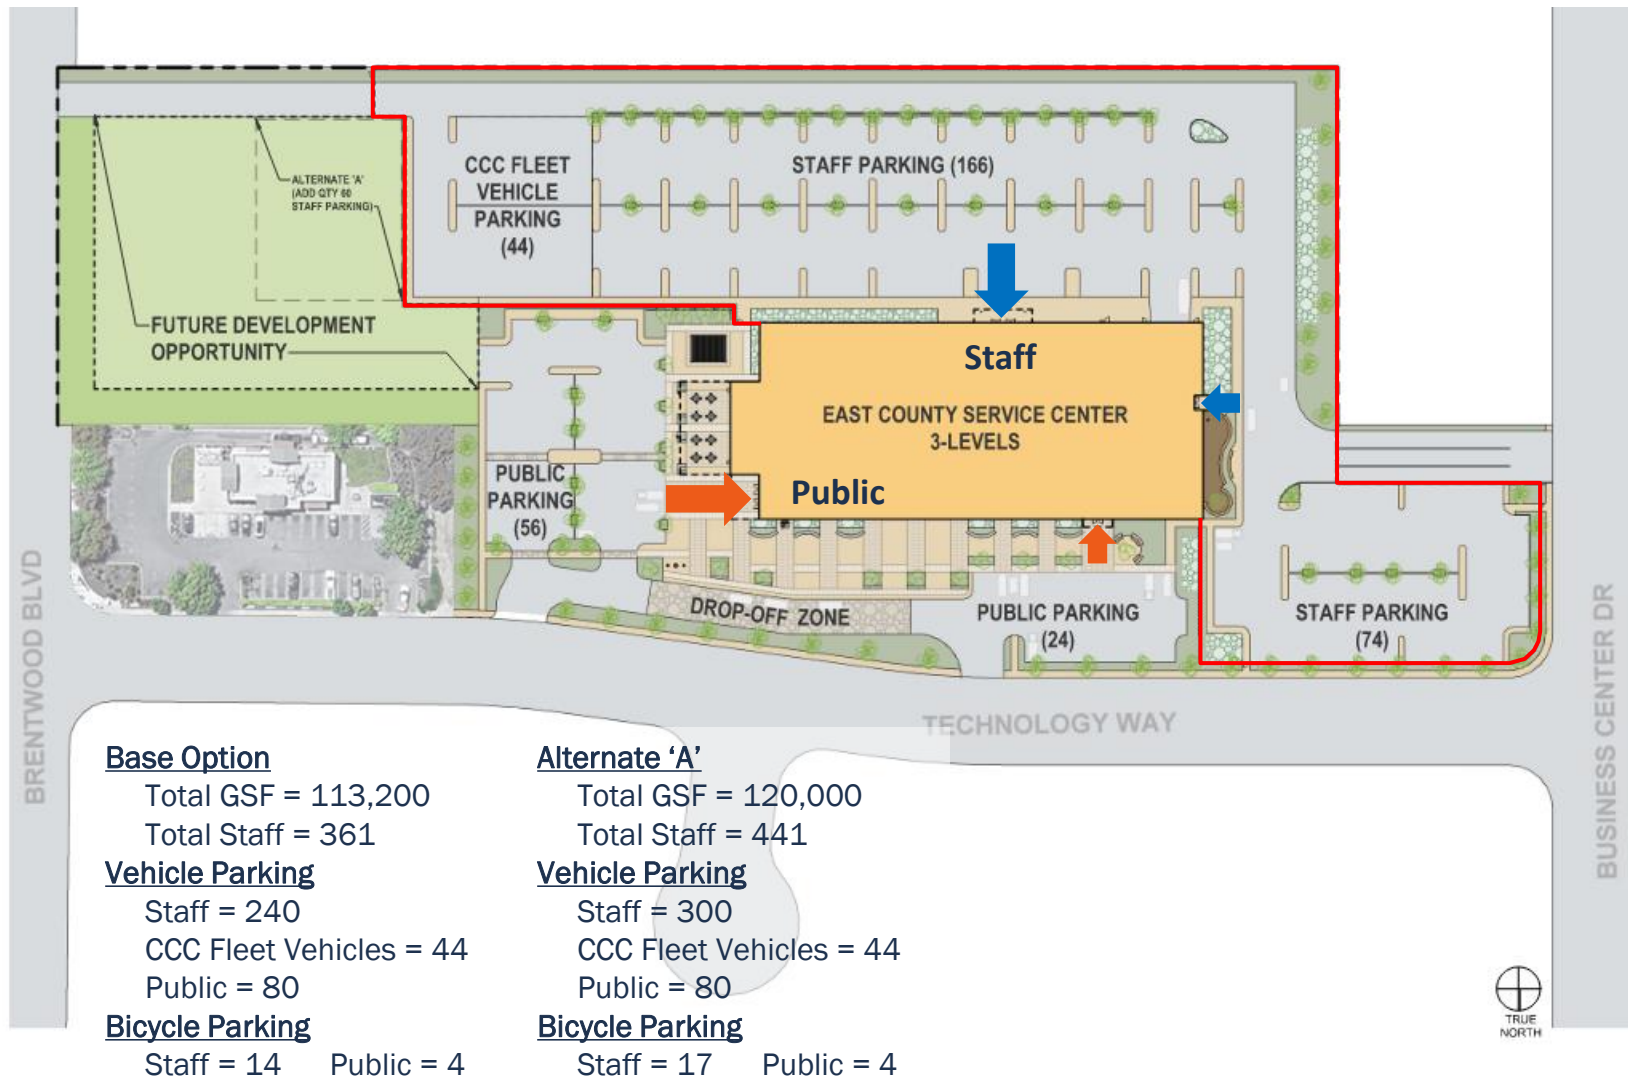 CCC FLEET
VEHICLE
PARKING
(44)
STAFF PARKING (166)
ALTERNATE 'A'
(ADD QTY 60
STAFF PARKING)
FUTURE DEVELOPMENT
OPPORTUNITY
Staff
EAST COUNTY SERVICE CENTER
3-LEVELS
Public
PUBLIC
PARKING
(56)
DROP-OFF ZONE
PUBLIC PARKING
(24)
STAFF PARKING
(74)
BRENTWOOD BLVD
TECHNOLOGY WAY
BUSINESS CENTER DR
Base Option
Total GSF = 113,200
Total Staff = 361
Vehicle Parking
Staff = 240
CCC Fleet Vehicles = 44
Public = 80
Bicycle Parking
Staff = 14 Public = 4
Alternate ‘A’
Total GSF = 120,000
Total Staff = 441
Vehicle Parking
Staff = 300
CCC Fleet Vehicles = 44
Public = 80
Bicycle Parking
Staff = 17 Public = 4
TRUE
NORTH